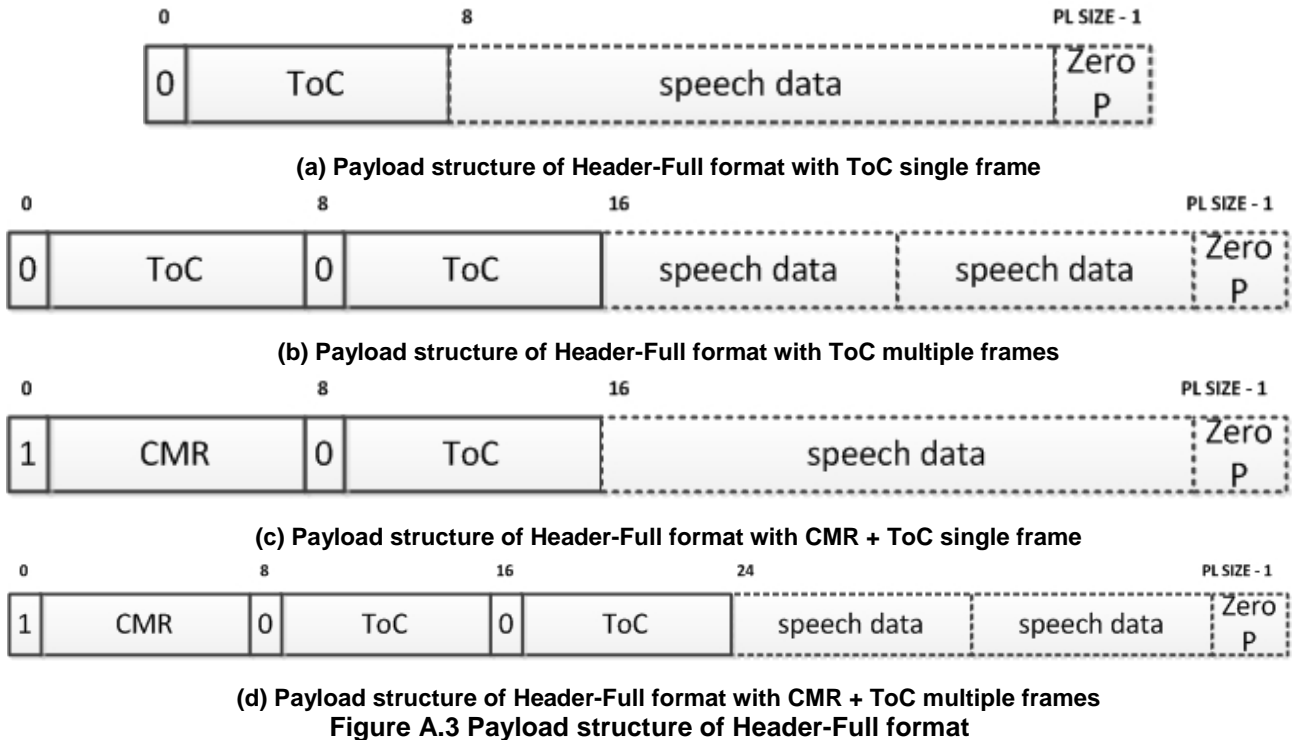 0 8 PL SIZE - 1
0 ToC speech data Zero P
(a) Payload structure of Header-Full format with ToC single frame
0 8 16 PL SIZE - 1
0 ToC 0 ToC speech data speech data Zero P
(b) Payload structure of Header-Full format with ToC multiple frames
0 8 16 PL SIZE - 1
1 CMR 0 ToC speech data Zero P
(c) Payload structure of Header-Full format with CMR + ToC single frame
0 8 16 24 PL SIZE - 1
1 CMR 0 ToC 0 ToC speech data speech data Zero P
(d) Payload structure of Header-Full format with CMR + ToC multiple frames
Figure A.3 Payload structure of Header-Full format